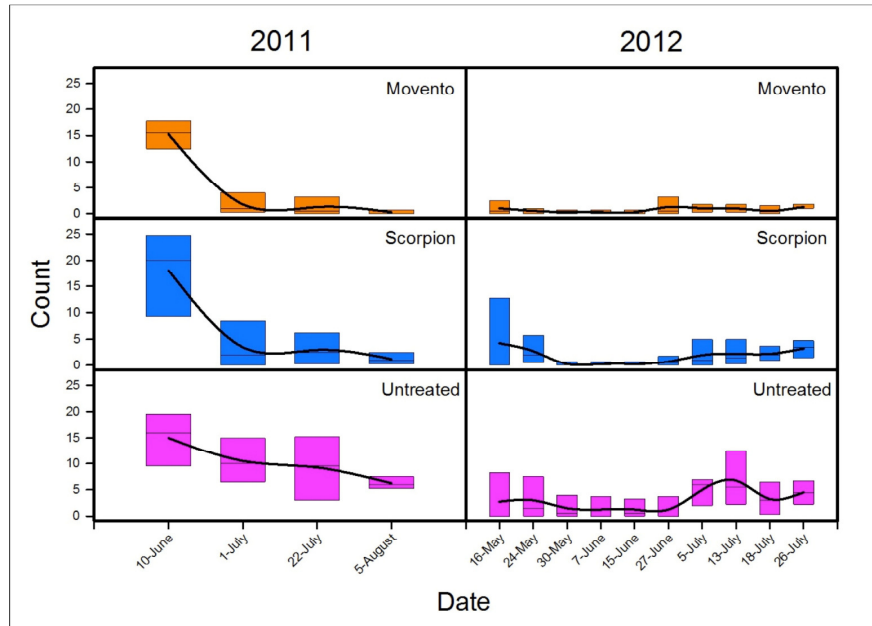 2011
2012
25
20
15
10
5
0
Movento
Movento
Count
25
20
15
10
5
0
Scorpion
Scorpion
25
20
15
10
5
0
Untreated
Untreated
10-June
1-July
22-July
5-August
16-May
24-May
30-May
7-June
15-June
27-June
5-July
13-July
18-July
26-July
Date